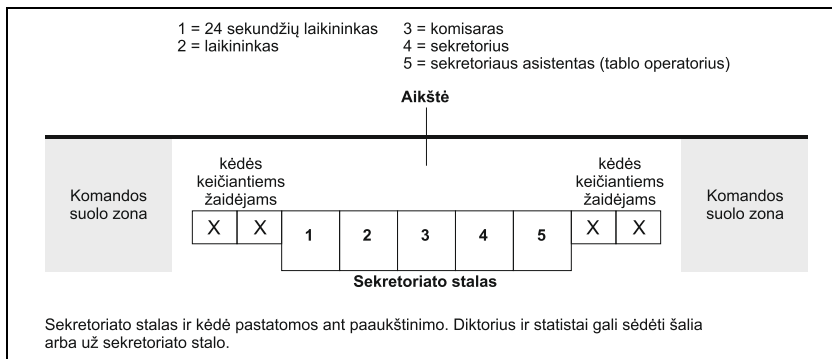 1 = 24 sekundžių laikininkas
2 = laikininkas
3 = komisaras
4 = sekretorius
5 = sekretoriaus asistentas (tablo operatorius)
Aikštė
Komandos
suolo zona
kėdės
keičiantiems
žaidėjams
X X
1 2 3 4 5
kėdės
keičiantiems
žaidėjams
X X
Komandos
suolo zona
Sekretoriato stalas
Sekretoriato stalas ir kėdė pastatomos ant paaukštinimo. Diktorius ir statistai gali sėdėti šalia
arba už sekretoriato stalo.